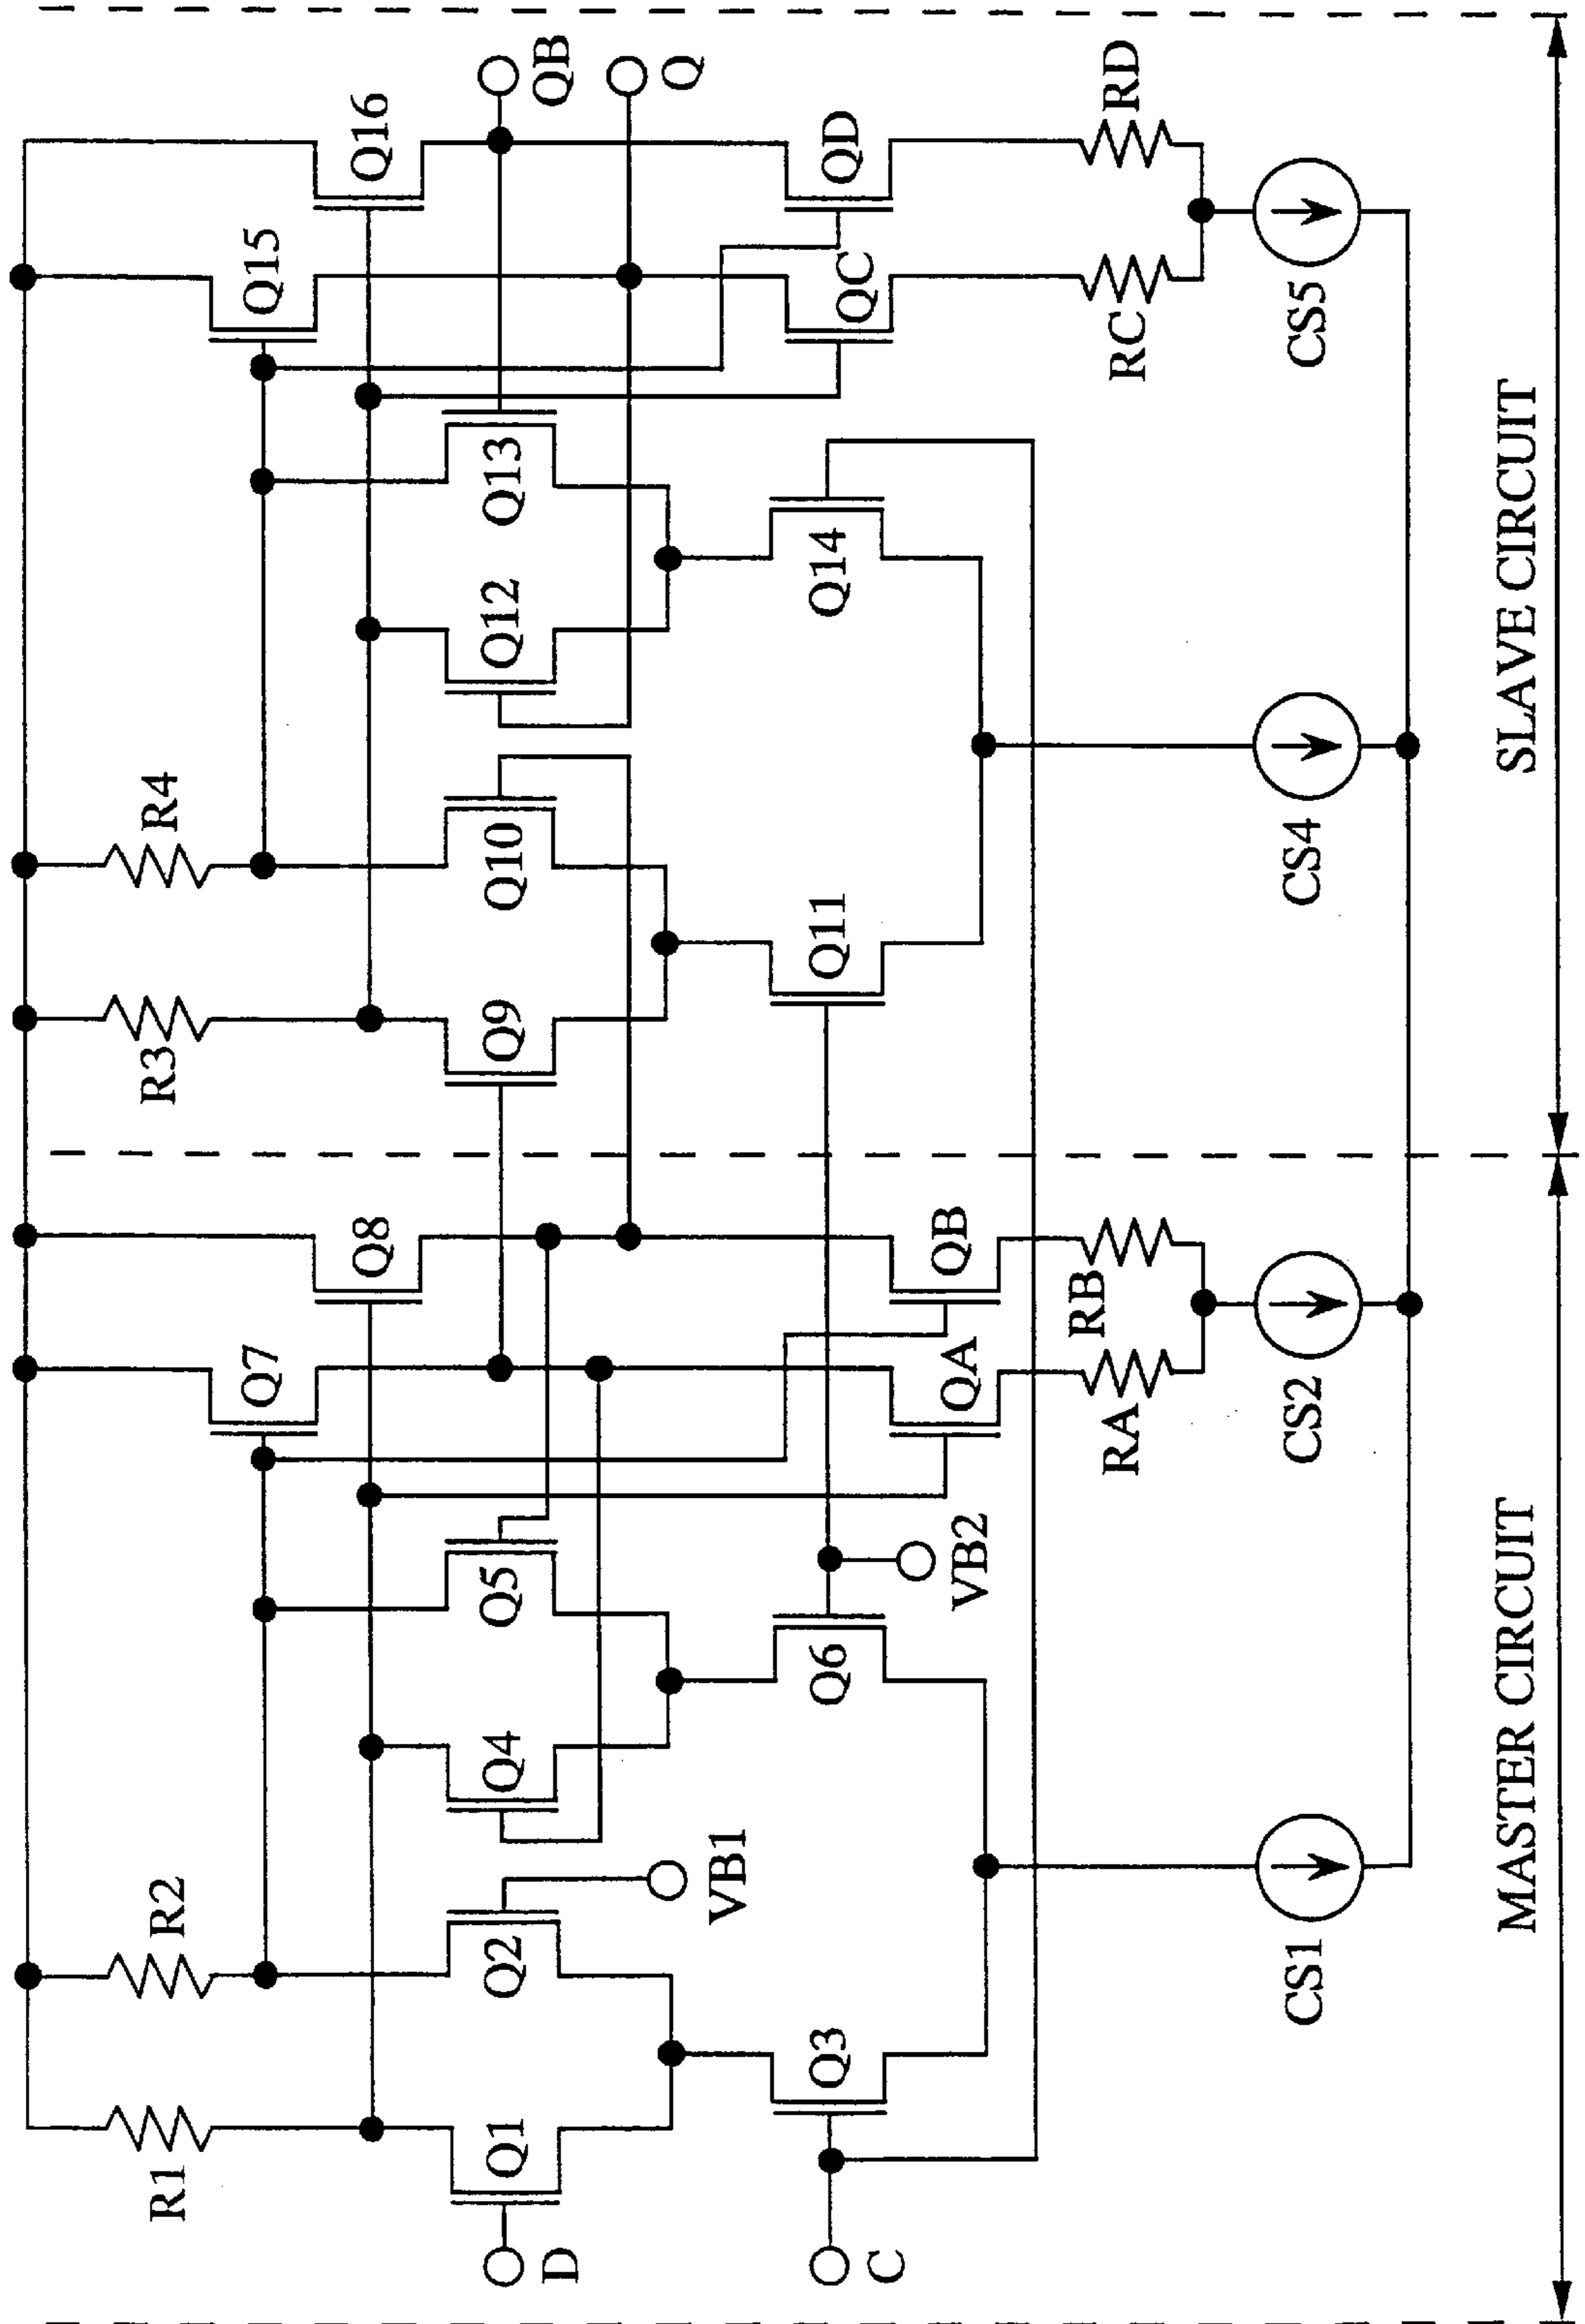 R1
R2
R3
R4
Q7
Q8
Q15
Q16
D
Q1
Q2
VB1
Q4
Q5
Q9
Q10
Q12
Q13
QB
Q
C
Q3
Q6
VB2
QA
QB
Q11
Q14
QC
QD
RA
RB
RC
RD
CS1
CS2
CS4
CS5
MASTER CIRCUIT
SLAVE CIRCUIT